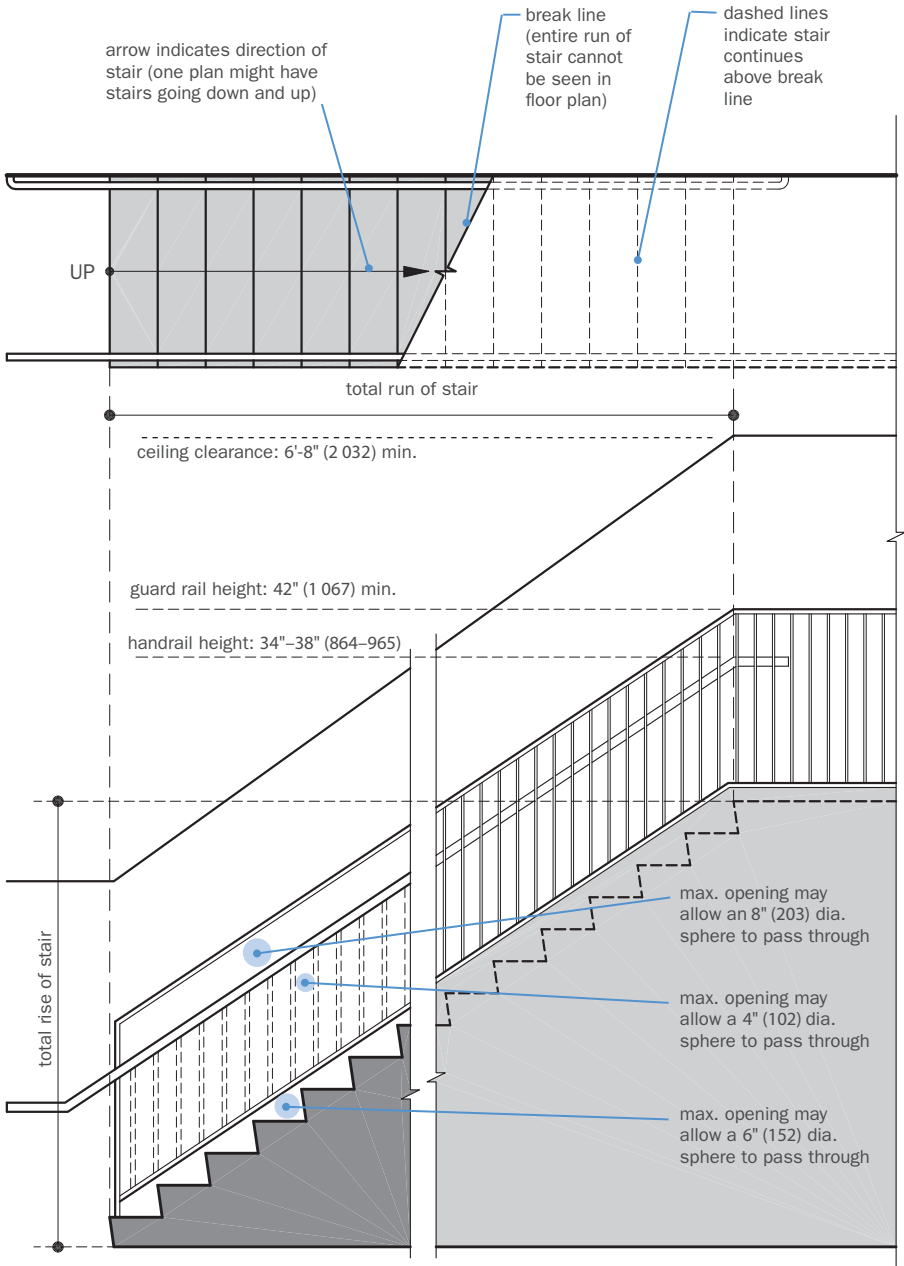 arrow indicates direction of
stair (one plan might have
stairs going down and up)
break line
(entire run of
stair cannot
be seen in
floor plan)
dashed lines
indicate stair
continues
above break
line
UP
total run of stair
ceiling clearance: 6'-8" (2 032) min.
guard rail height: 42" (1 067) min.
handrail height: 34"–38" (864–965)
total rise of stair
max. opening may
allow an 8" (203) dia.
sphere to pass through
max. opening may
allow a 4" (102) dia.
sphere to pass through
max. opening may
allow a 6" (152) dia.
sphere to pass through